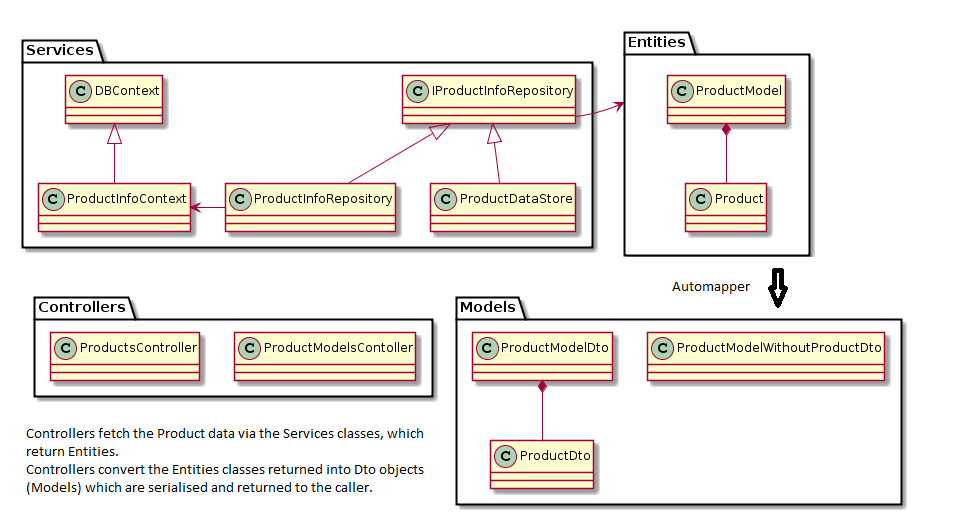 Services
C DBContext
C IProductInfoRepository
C ProductInfoContext
C ProductInfoRepository
C ProductDataStore
Entities
C ProductModel
C Product
Automapper
Controllers
C ProductsController
C ProductModelsContoller
Models
C ProductModelDto
C ProductModelWithoutProductDto
C ProductDto
Controllers fetch the Product data via the Services classes, which
return Entities.
Controllers convert the Entities classes returned into Dto objects
(Models) which are serialised and returned to the caller.